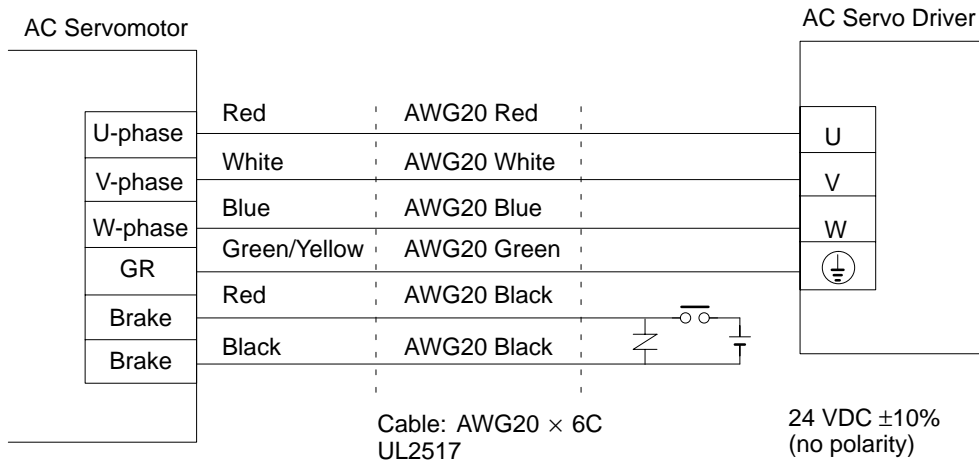 AC Servomotor
AC Servo Driver
U-phase
Red
AWG20 Red
U
V-phase
White
AWG20 White
V
W-phase
Blue
AWG20 Blue
W
GR
Green/Yellow
AWG20 Green
Brake
Red
AWG20 Black
Brake
Black
AWG20 Black
Cable: AWG20 × 6C
UL2517
24 VDC ±10%
(no polarity)